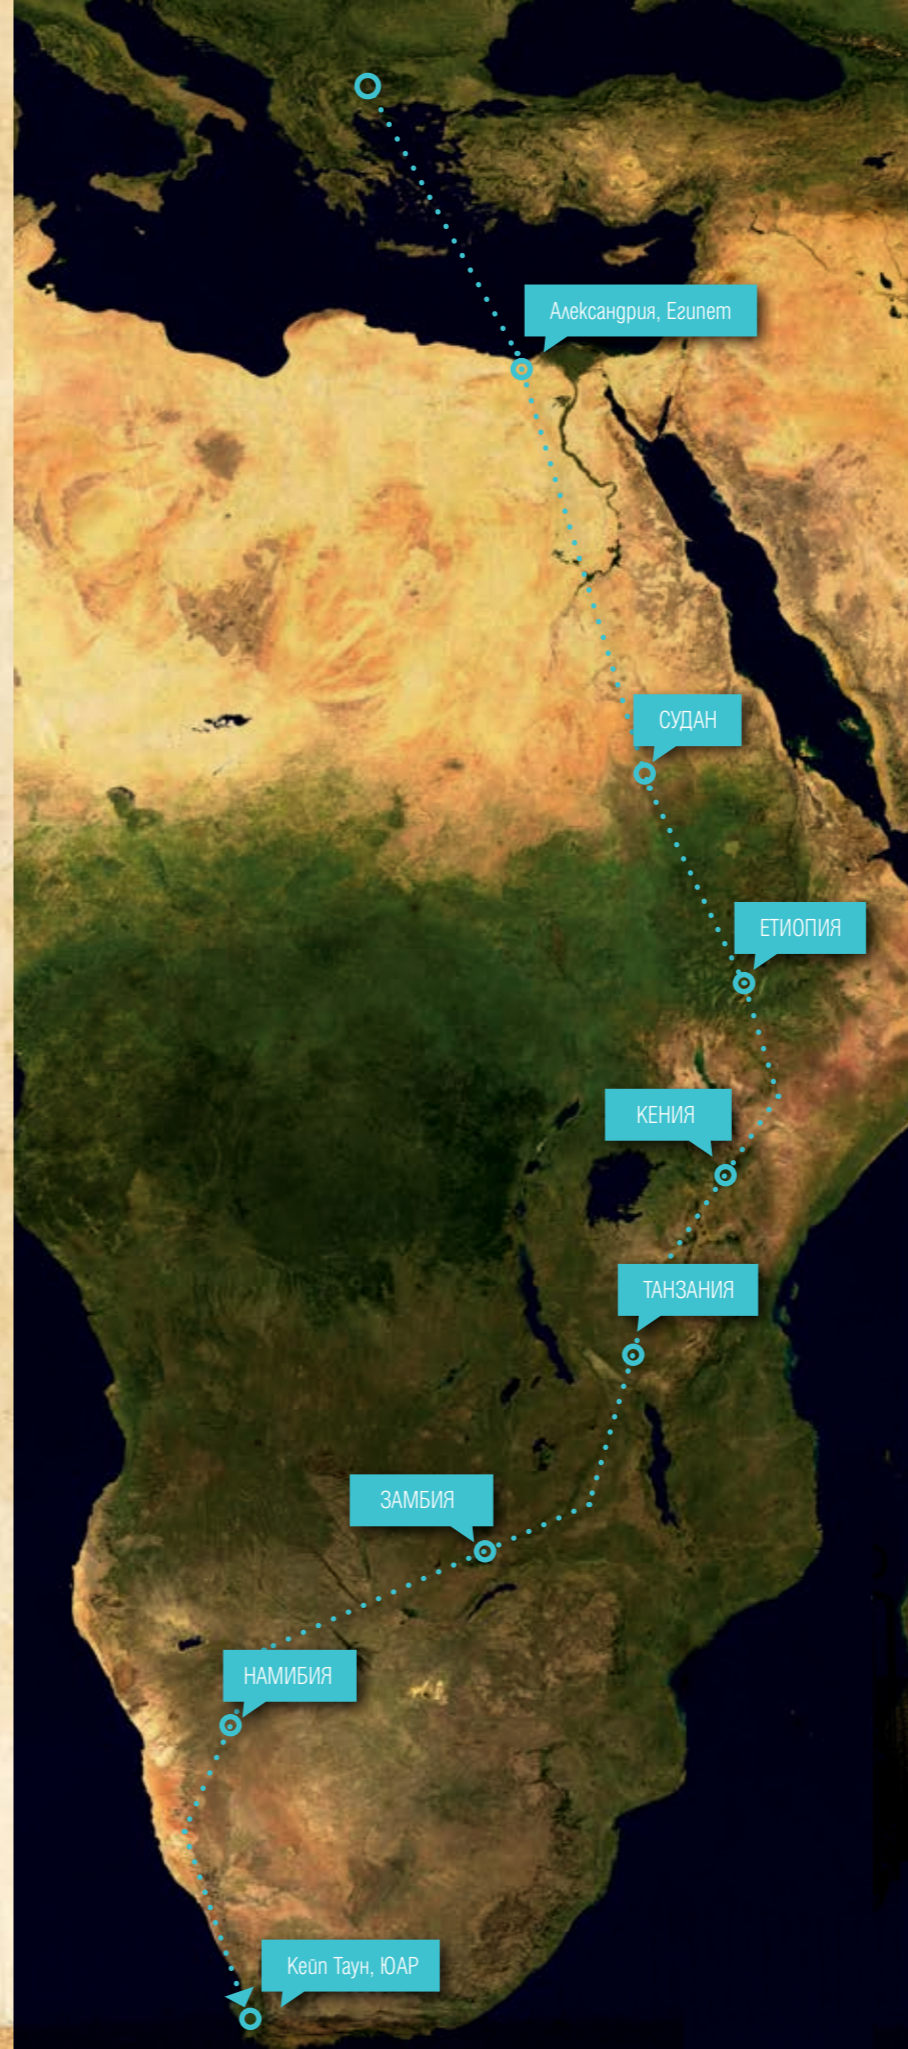 Александрия, Египет
СУДАН
ЕТИОПИЯ
КЕНИЯ
ТАНЗАНИЯ
ЗАМБИЯ
НАМИБИЯ
Кейп Таун, ЮАР